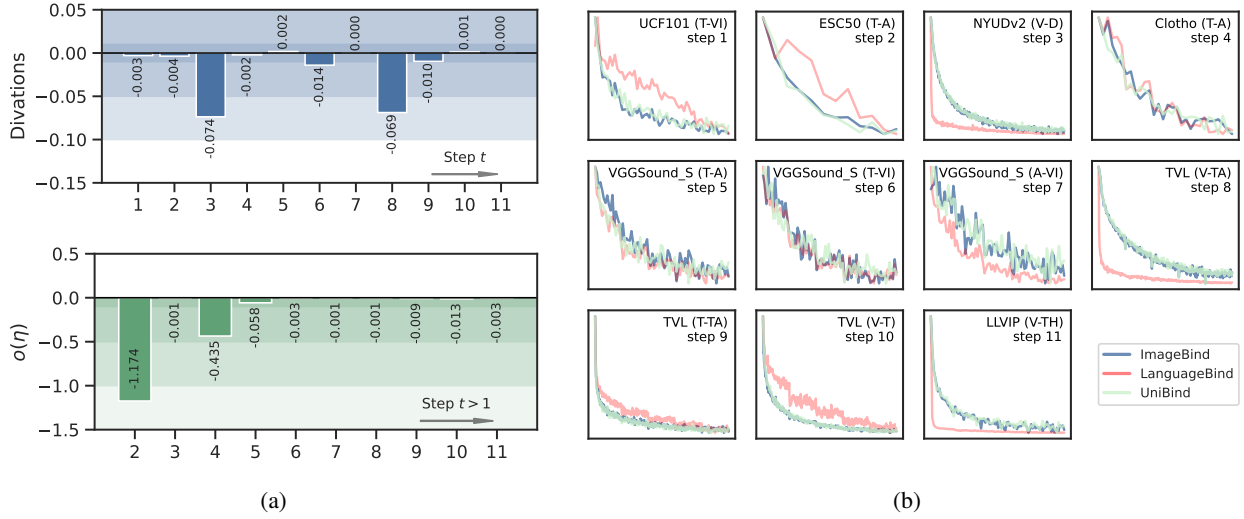 Divations
0.05
0.00
−0.05
−0.10
−0.15
-0.003
-0.004
-0.074
-0.002
0.002
-0.014
0.000
-0.069
-0.010
0.001
0.000
Step t
1 2 3 4 5 6 7 8 9 10 11
o(η)
0.5
0.0
−0.5
−1.0
−1.5
-1.174
-0.001
-0.435
-0.058
-0.003
-0.001
-0.001
-0.009
-0.013
-0.003
Step t > 1
2 3 4 5 6 7 8 9 10 11
(a)
UCF101 (T-VI)
step 1
ESC50 (T-A)
step 2
NYUDv2 (V-D)
step 3
Clotho (T-A)
step 4
VGGSound_S (T-A)
step 5
VGGSound_S (T-VI)
step 6
VGGSound_S (A-VI)
step 7
TVL (V-TA)
step 8
TVL (T-TA)
step 9
TVL (V-T)
step 10
LLVIP (V-TH)
step 11
ImageBind
LanguageBind
UniBind
(b)